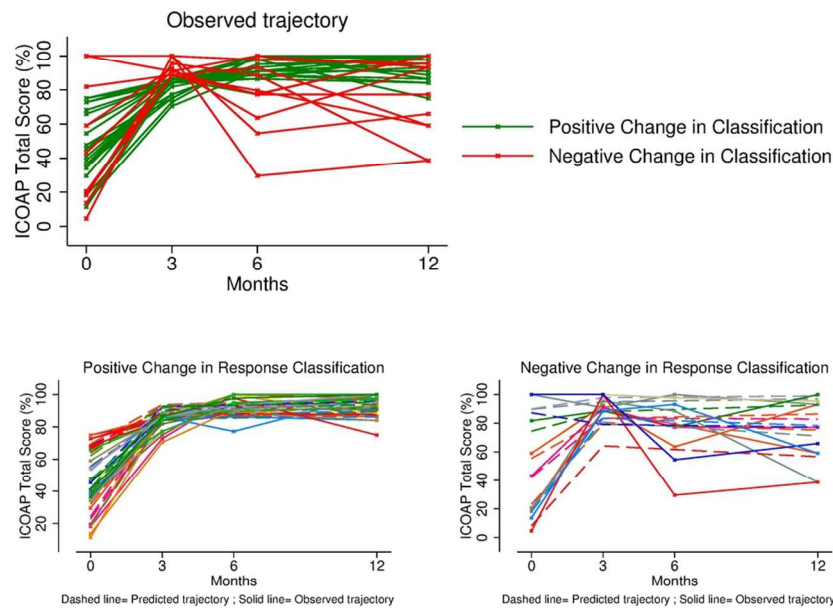 Observed trajectory
ICOAP Total Score (%)
0 20 40 60 80 100
0 3 6 12
Months
Positive Change in Classification
Negative Change in Classification
Positive Change in Response Classification
ICOAP Total Score (%)
0 20 40 60 80 100
0 3 6 12
Months
Dashed line= Predicted trajectory ; Solid line= Observed trajectory
Negative Change in Response Classification
ICOAP Total Score (%)
0 20 40 60 80 100
0 3 6 12
Months
Dashed line= Predicted trajectory ; Solid line= Observed trajectory